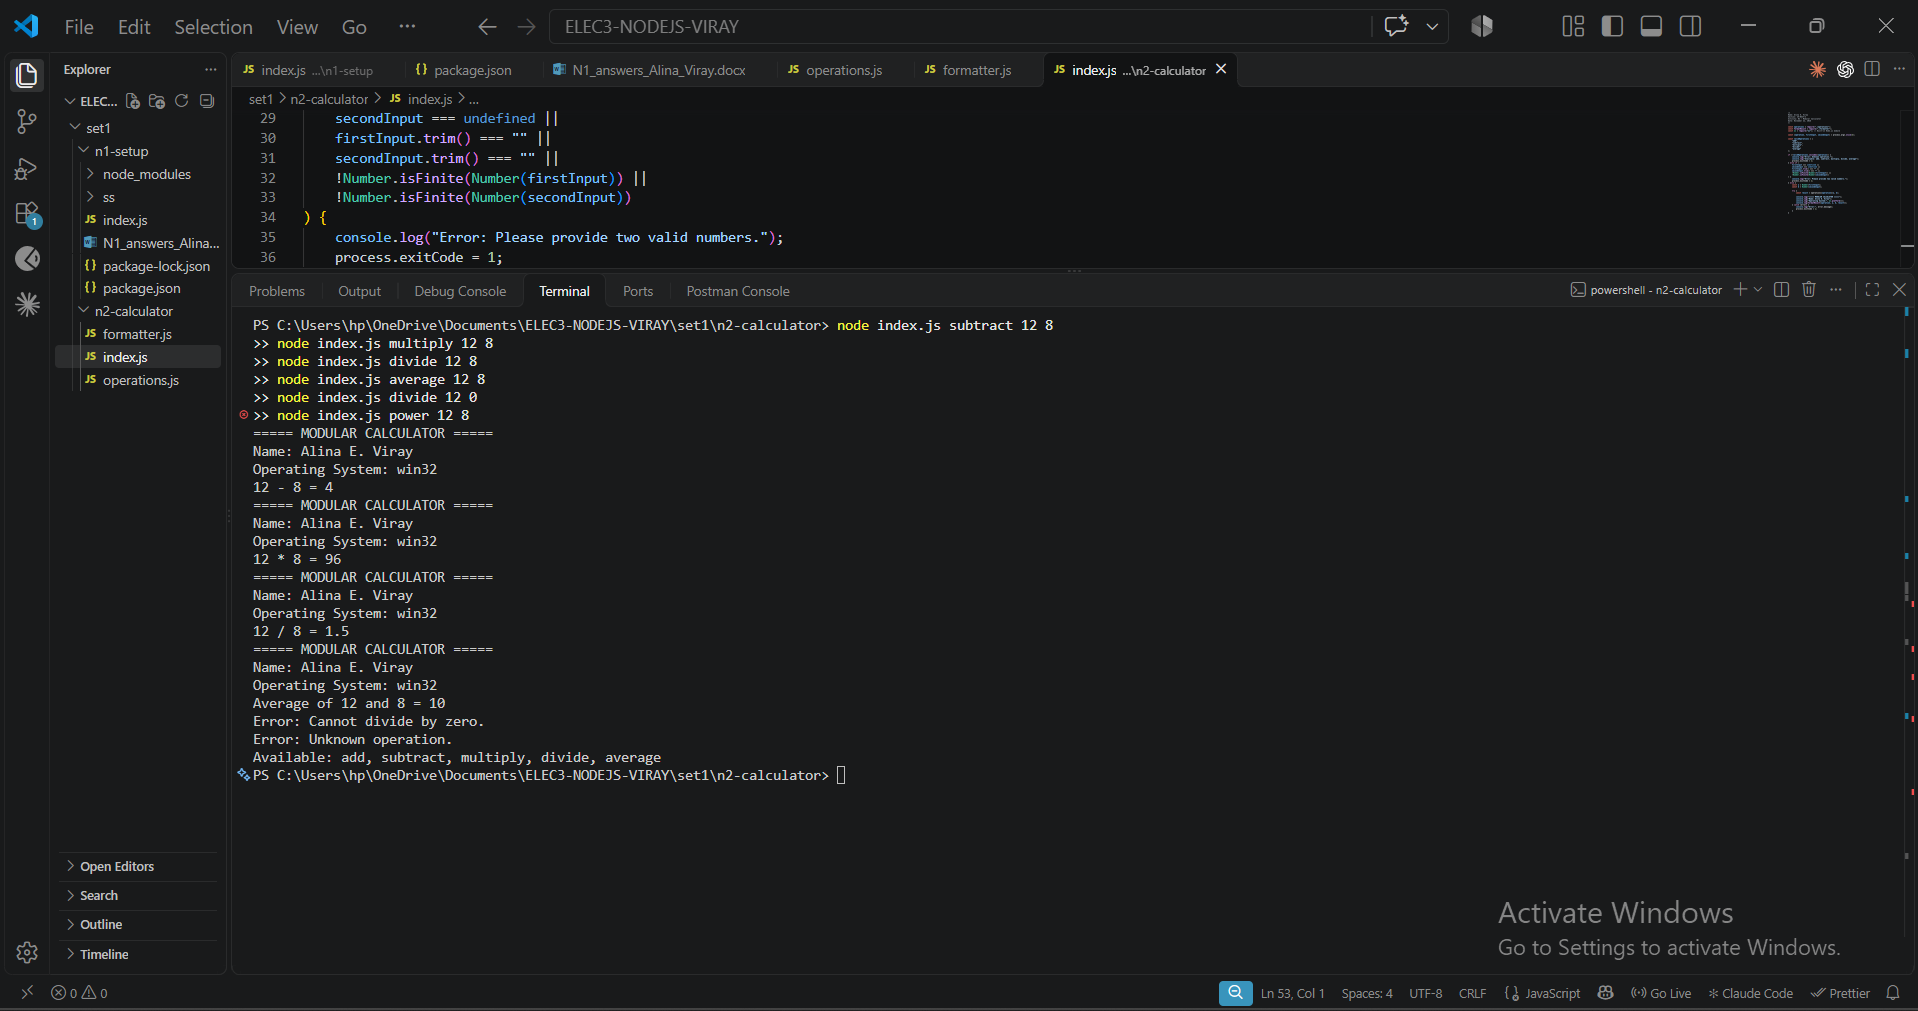 File Edit Selection View Go ··· ELEC3-NODEJS-VIRAY
Explorer ···
ELEC...
set1
n1-setup
node_modules
ss
JS index.js
N1_answers_Alina...
{} package-lock.json
{} package.json
n2-calculator
JS formatter.js
JS index.js
JS operations.js
Open Editors
Search
Outline
Timeline
1
JS index.js ...\n1-setup {} package.json N1_answers_Alina_Viray.docx JS operations.js JS formatter.js JS index.js ...\n2-calculator
set1 > n2-calculator > JS index.js > ...
29 secondInput === undefined ||
30 firstInput.trim() === "" ||
31 secondInput.trim() === "" ||
32 !Number.isFinite(Number(firstInput)) ||
33 !Number.isFinite(Number(secondInput))
34 ) {
35 console.log("Error: Please provide two valid numbers.");
36 process.exitCode = 1;
Problems Output Debug Console Terminal Ports Postman Console powershell - n2-calculator
PS C:\Users\hp\OneDrive\Documents\ELEC3-NODEJS-VIRAY\set1\n2-calculator> node index.js subtract 12 8
>> node index.js multiply 12 8
>> node index.js divide 12 8
>> node index.js average 12 8
>> node index.js divide 12 0
>> node index.js power 12 8
===== MODULAR CALCULATOR =====
Name: Alina E. Viray
Operating System: win32
12 - 8 = 4
===== MODULAR CALCULATOR =====
Name: Alina E. Viray
Operating System: win32
12 * 8 = 96
===== MODULAR CALCULATOR =====
Name: Alina E. Viray
Operating System: win32
12 / 8 = 1.5
===== MODULAR CALCULATOR =====
Name: Alina E. Viray
Operating System: win32
Average of 12 and 8 = 10
Error: Cannot divide by zero.
Error: Unknown operation.
Available: add, subtract, multiply, divide, average
PS C:\Users\hp\OneDrive\Documents\ELEC3-NODEJS-VIRAY\set1\n2-calculator>
Activate Windows
Go to Settings to activate Windows.
0 0 Ln 53, Col 1 Spaces: 4 UTF-8 CRLF {} JavaScript Go Live Claude Code Prettier